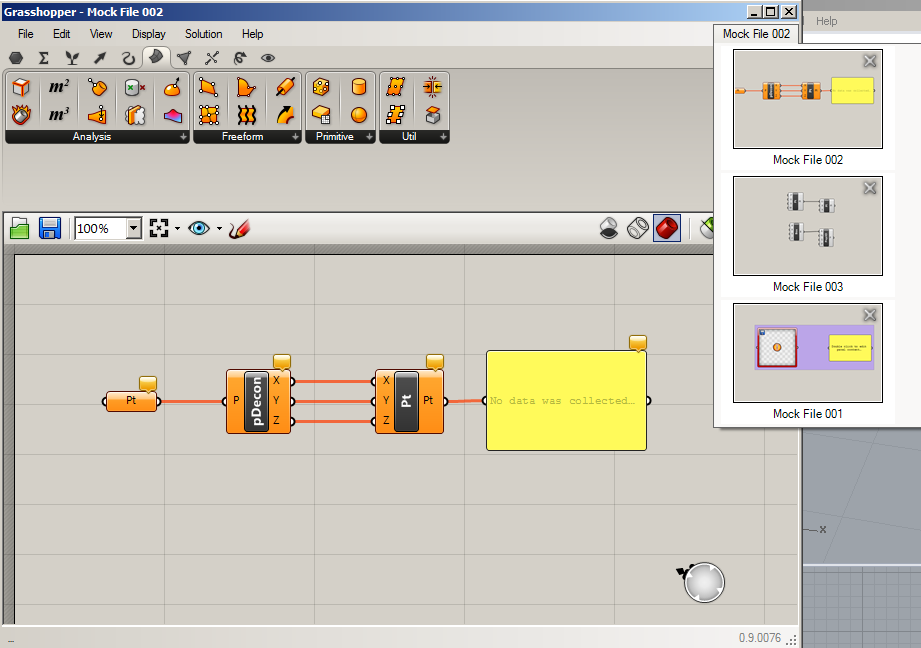 Grasshopper - Mock File 002
File Edit View Display Solution Help
Help
Mock File 002
m²
m³
Analysis
Freeform
Primitive
Util
Mock File 002
100%
Mock File 003
Mock File 001
Pt
P pDecon X Y Z
X Y Z Pt Pt
No data was collected...
X
0.9.0076